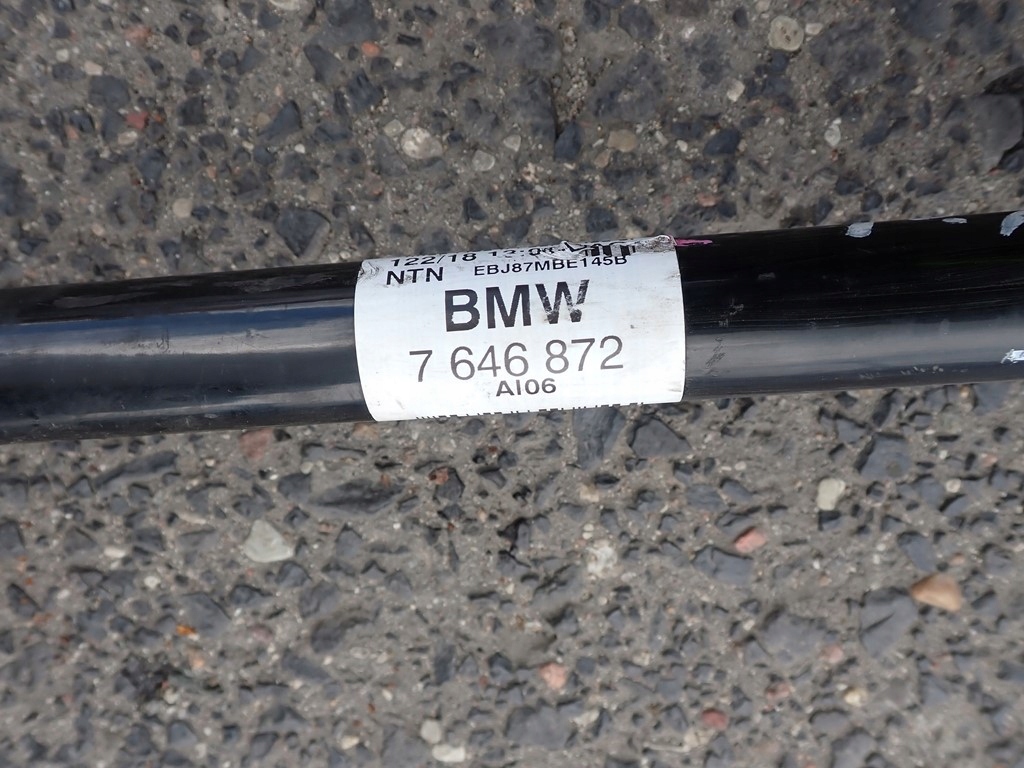 122/18
NTN EBJ87MBE145B
BMW
7 646 872
AI06